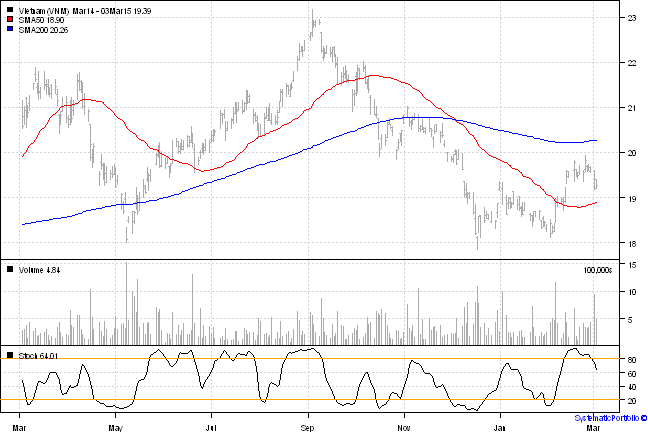 Vietnam (VNM)  Mar14 - 03Mar15 19.39
SMA50 18.90
SMA200 20.26
23
22
21
20
19
18
Volume 4.84
100,000s
15
10
5
Stoch 64.01
80
60
40
20
Mar
May
Jul
Sep
Nov
Jan
Mar
SystematicPortfolio ©